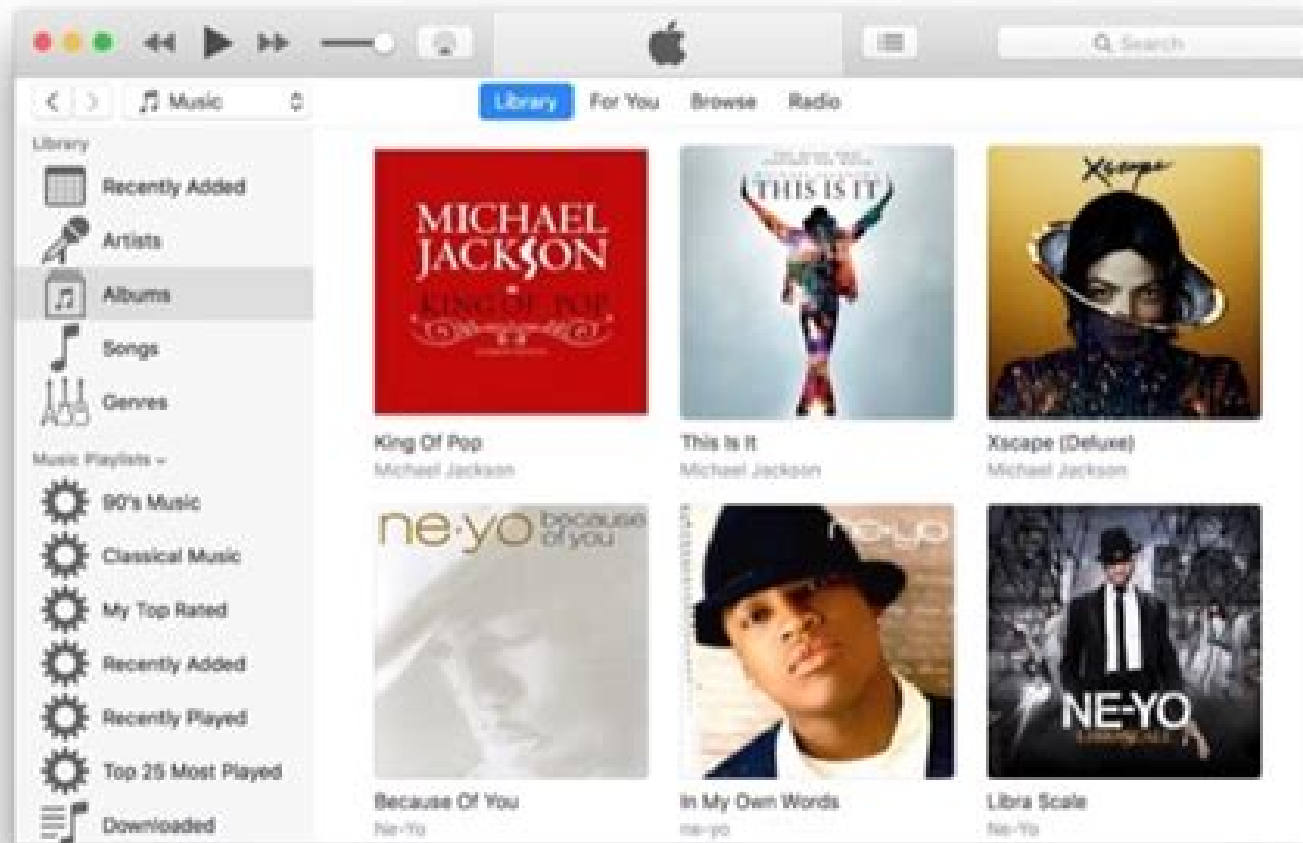 Search
Music
Library For You Browse Radio
Library
Recently Added
Artists
Albums
Songs
Genres
Music Playlists
90's Music
Classical Music
My Top Rated
Recently Added
Recently Played
Top 25 Most Played
Downloaded
MICHAEL
JACKSON
KING OF POP
King Of Pop
Michael Jackson
THIS IS IT
This Is It
Michael Jackson
Xscape
Xscape (Deluxe)
Michael Jackson
ne·yo because
of you
Because Of You
Ne-Yo
ne·yo
In My Own Words
ne-yo
NE-YO
Libra Scale
Ne-Yo